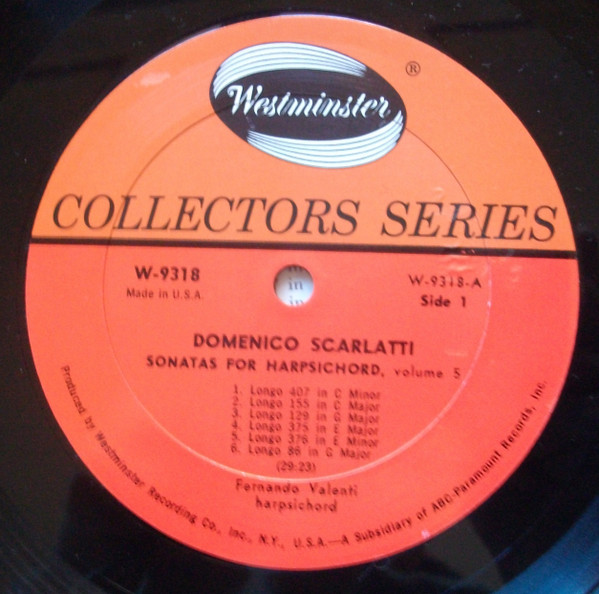 Westminster
®
COLLECTORS SERIES
W-9318
Made in U.S.A.
W-9318-A
Side 1
in
in
DOMENICO SCARLATTI
SONATAS FOR HARPSICHORD, volume 5
1. Longo 407 in C Minor
2. Longo 155 in C Major
3. Longo 129 in G Major
4. Longo 375 in E Major
5. Longo 376 in E Minor
6. Longo 86 in G Major
(29:23)
Fernando Valenti
harpsichord
Produced by Westminster Recording Co., Inc., N.Y., U.S.A.—A Subsidiary of ABC-Paramount Records, Inc.